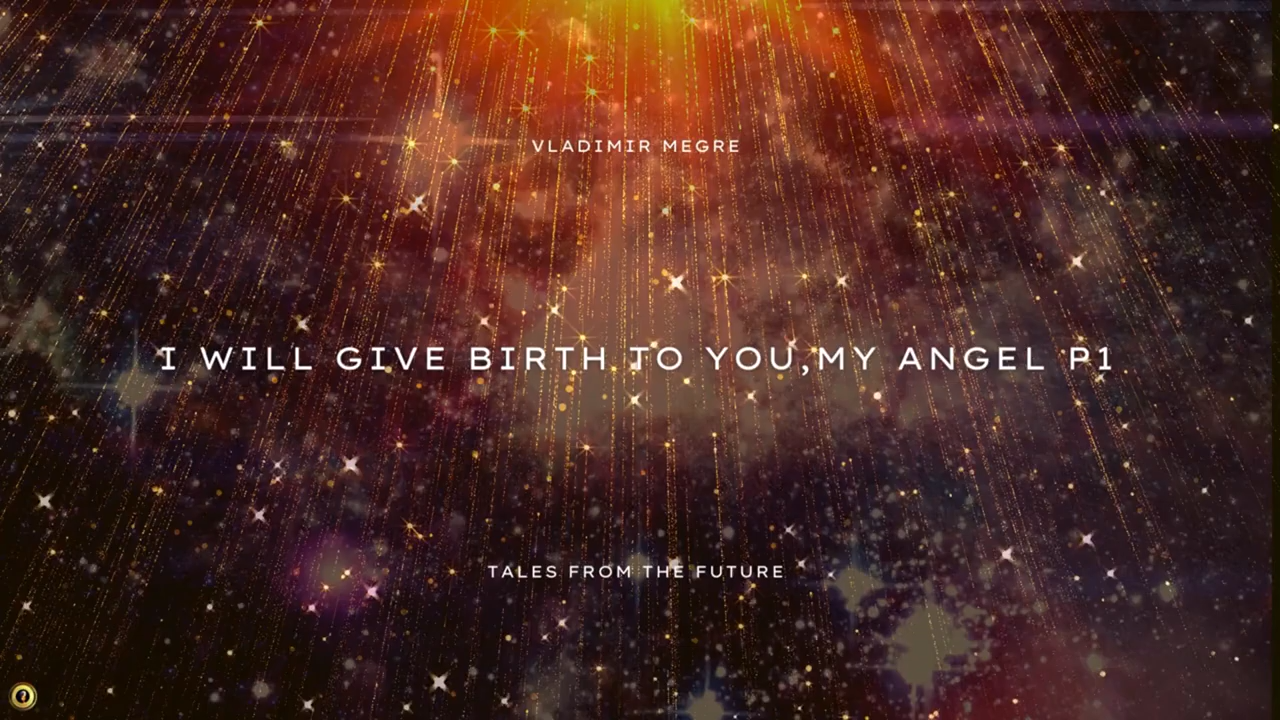 VLADIMIR MEGRE
I WILL GIVE BIRTH TO YOU,MY ANGEL P1
TALES FROM THE FUTURE